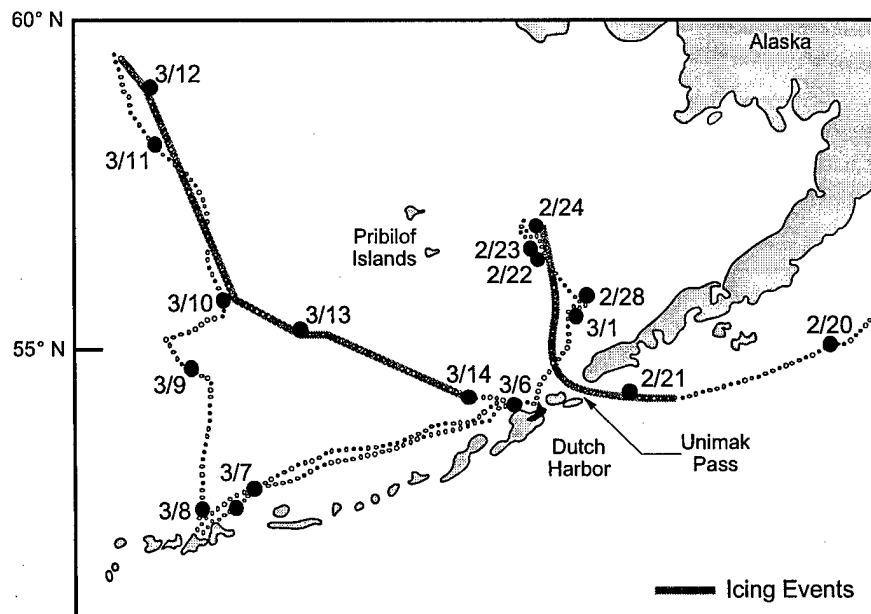 60° N
Alaska
3/12
3/11
2/24
Pribilof
Islands
2/23
2/22
2/28
3/10
3/13
3/1
2/20
55° N
3/9
3/14
3/6
2/21
Dutch
Harbor
Unimak
Pass
3/7
3/8
Icing Events